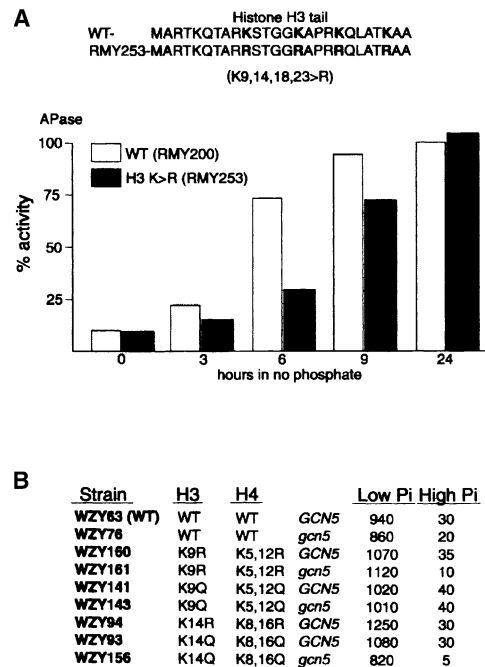 A
Histone H3 tail
WT- MARTKQTARKSTGGKAPRKQLATKAA
RMY253-MARTKQTARRSTGGRAPRRQLATRAA
(K9,14,18,23>R)
APase
WT (RMY200)
H3 K>R (RMY253)
% activity
100
75
50
25
0 3 6 9 24
hours in no phosphate
B
Strain H3 H4 Low Pi High Pi
WZY63 (WT) WT WT GCN5 940 30
WZY76 WT WT gcn5 860 20
WZY160 K9R K5,12R GCN5 1070 35
WZY161 K9R K5,12R gcn5 1120 10
WZY141 K9Q K5,12Q GCN5 1020 40
WZY143 K9Q K5,12Q gcn5 1010 40
WZY94 K14R K8,16R GCN5 1250 30
WZY93 K14Q K8,16Q GCN5 1080 30
WZY156 K14Q K8,16Q gcn5 820 5